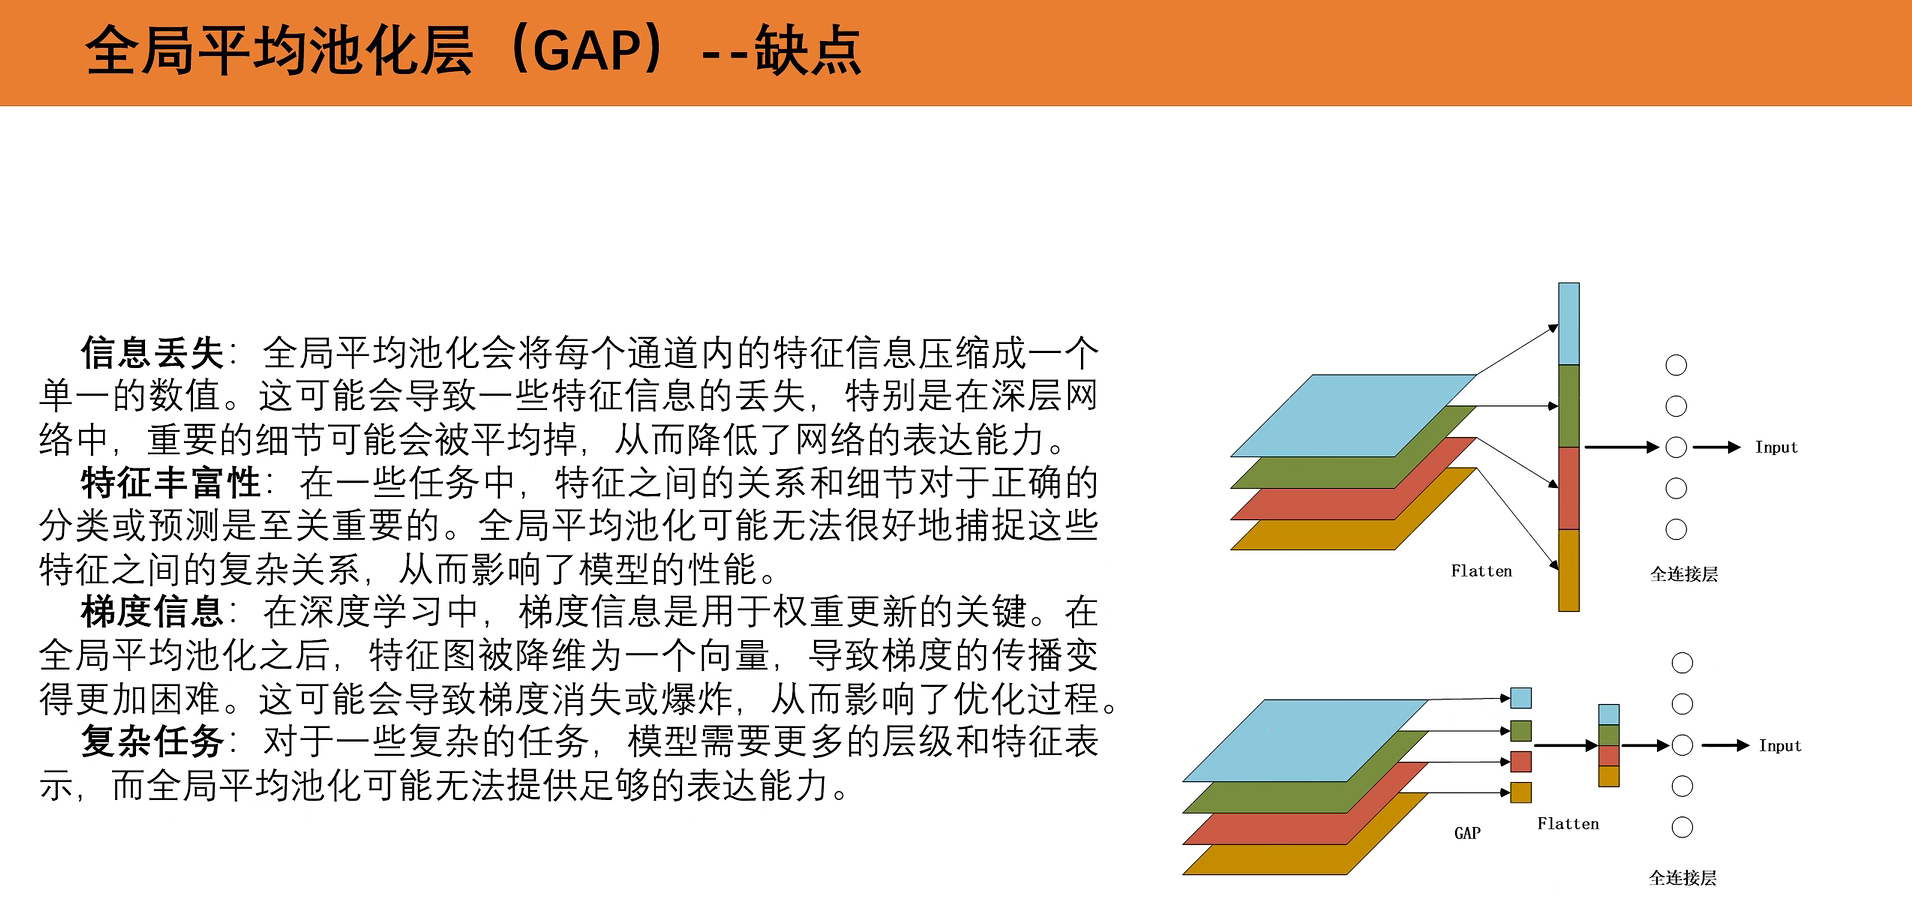 全局平均池化层（GAP）--缺点
信息丢失：全局平均池化会将每个通道内的特征信息压缩成一个
单一的数值。这可能会导致一些特征信息的丢失，特别是在深层网
络中，重要的细节可能会被平均掉，从而降低了网络的表达能力。
特征丰富性：在一些任务中，特征之间的关系和细节对于正确的
分类或预测是至关重要的。全局平均池化可能无法很好地捕捉这些
特征之间的复杂关系，从而影响了模型的性能。
梯度信息：在深度学习中，梯度信息是用于权重更新的关键。在
全局平均池化之后，特征图被降维为一个向量，导致梯度的传播变
得更加困难。这可能会导致梯度消失或爆炸，从而影响了优化过程。
复杂任务：对于一些复杂的任务，模型需要更多的层级和特征表
示，而全局平均池化可能无法提供足够的表达能力。
Input
Flatten
全连接层
Input
GAP
Flatten
全连接层